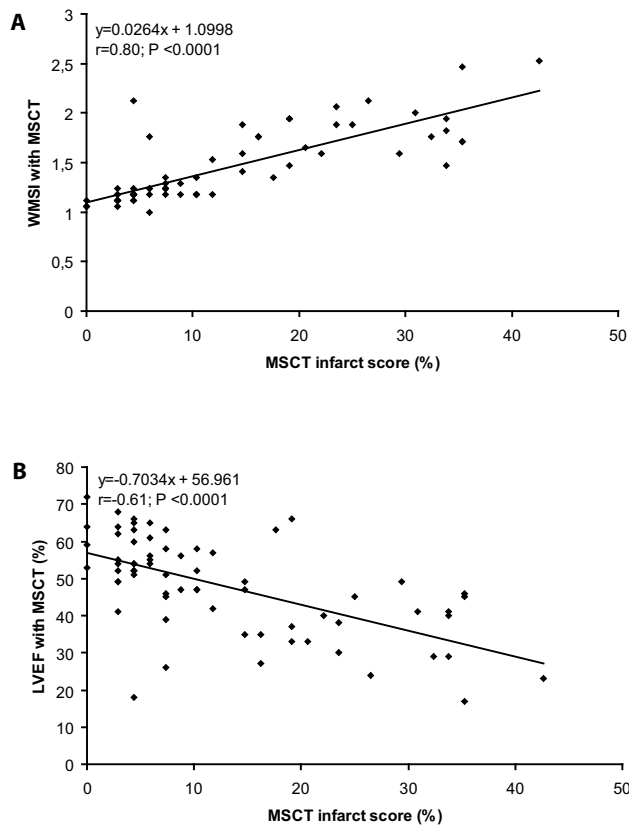 A
y=0.0264x + 1.0998
r=0.80; P <0.0001
3
2,5
2
1,5
1
0,5
0
WMSI with MSCT
0 10 20 30 40 50
MSCT infarct score (%)
B
y=-0.7034x + 56.961
r=-0.61; P <0.0001
80
70
60
50
40
30
20
10
0
LVEF with MSCT (%)
0 10 20 30 40 50
MSCT infarct score (%)